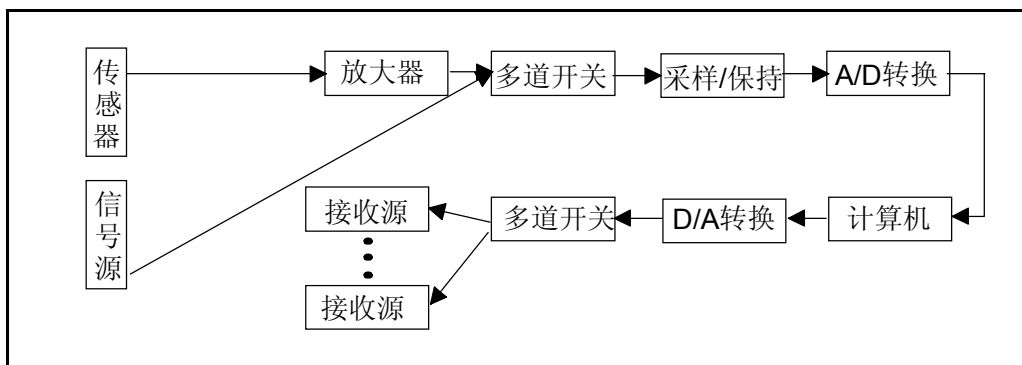 传感器
放大器
多道开关
采样/保持
A/D转换
信号源
接收源
多道开关
D/A转换
计算机
接收源